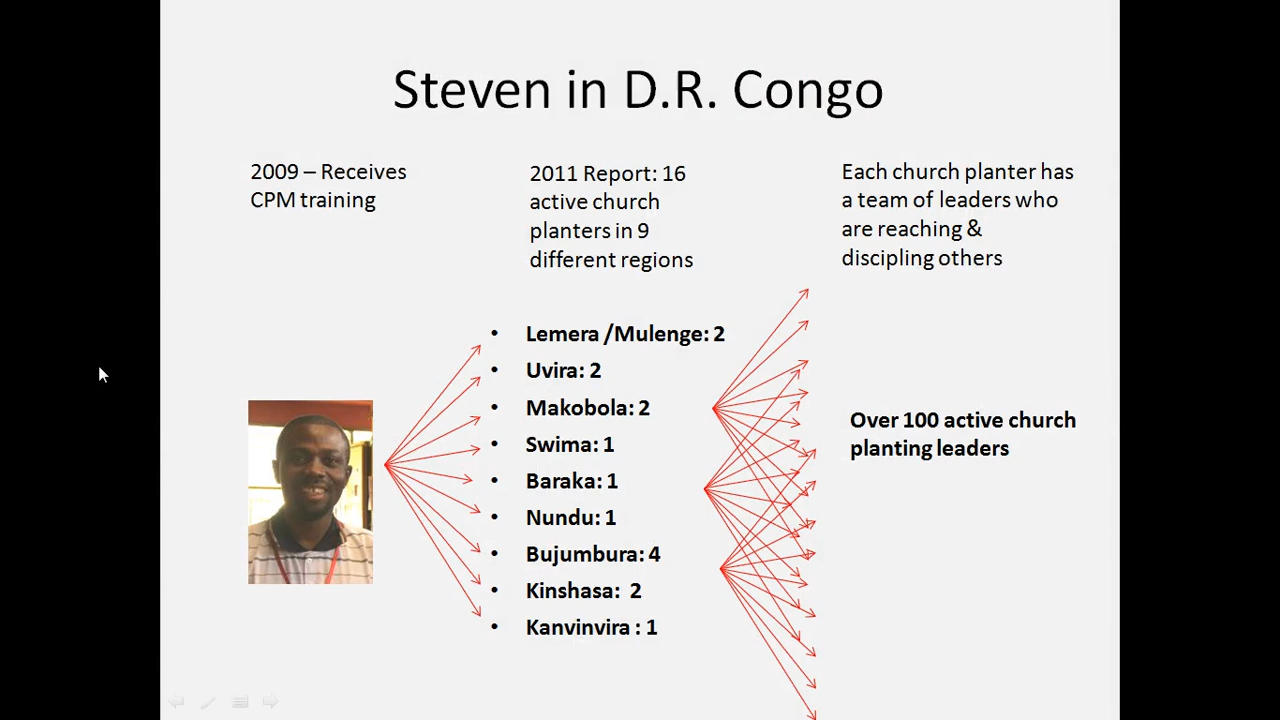 Steven in D.R. Congo
2009 – Receives
CPM training
2011 Report: 16
active church
planters in 9
different regions
Each church planter has
a team of leaders who
are reaching &
discipling others
• Lemera /Mulenge: 2
• Uvira: 2
• Makobola: 2
• Swima: 1
• Baraka: 1
• Nundu: 1
• Bujumbura: 4
• Kinshasa:  2
• Kanvinvira : 1
Over 100 active church
planting leaders